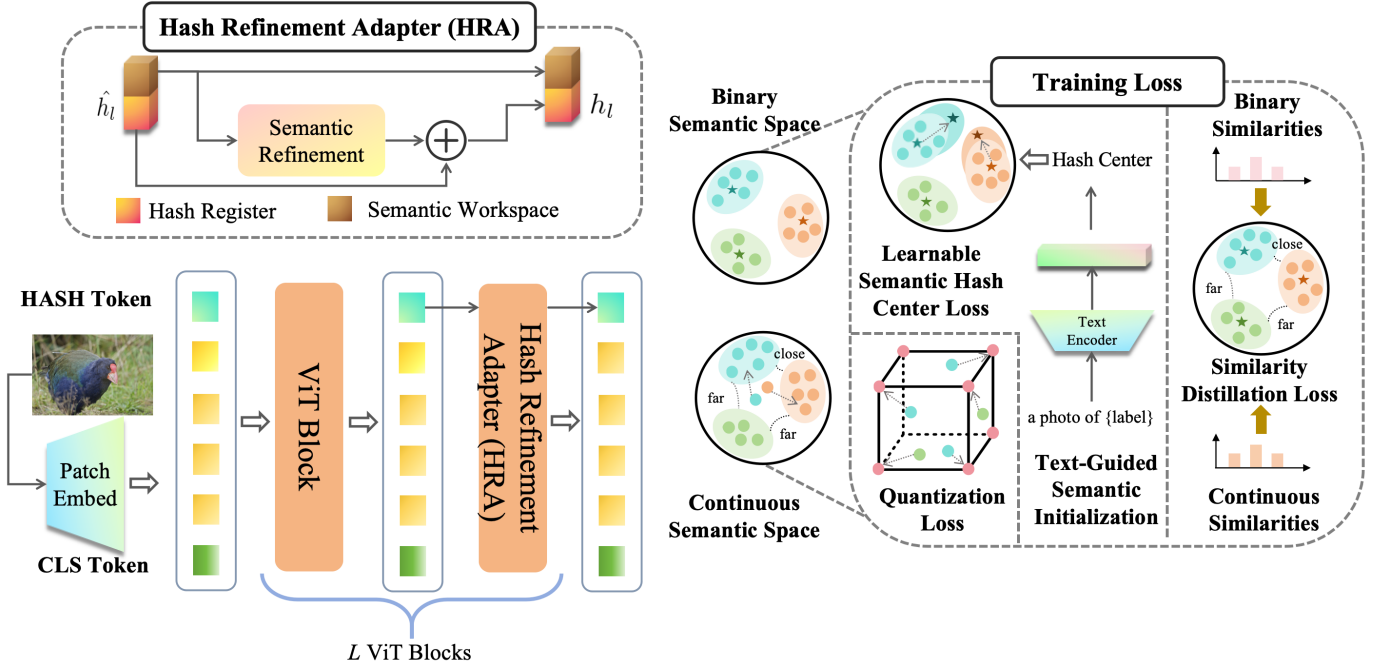 Hash Refinement Adapter (HRA)
ĥ_l
Semantic
Refinement
h_l
Hash Register
Semantic Workspace
HASH Token
Patch
Embed
CLS Token
ViT Block
Hash Refinement
Adapter (HRA)
L ViT Blocks
Binary
Semantic Space
Continuous
Semantic Space
close
far
far
Training Loss
Learnable
Semantic Hash
Center Loss
Quantization
Loss
Hash Center
Text
Encoder
a photo of {label}
Text-Guided
Semantic
Initialization
Binary
Similarities
close
far
far
Similarity
Distillation Loss
Continuous
Similarities